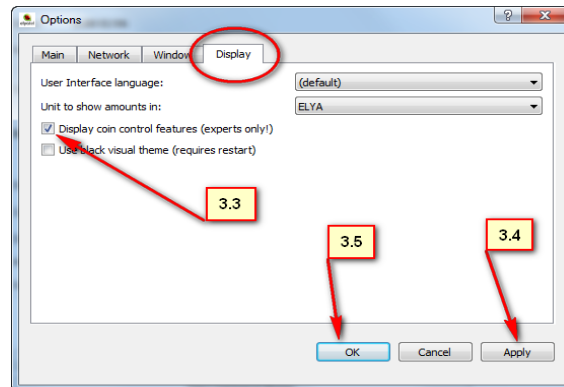 Options
Main Network Window Display
User Interface language: (default)
Unit to show amounts in: ELYA
Display coin control features (experts only!)
Use black visual theme (requires restart)
3.3
3.5
3.4
OK Cancel Apply